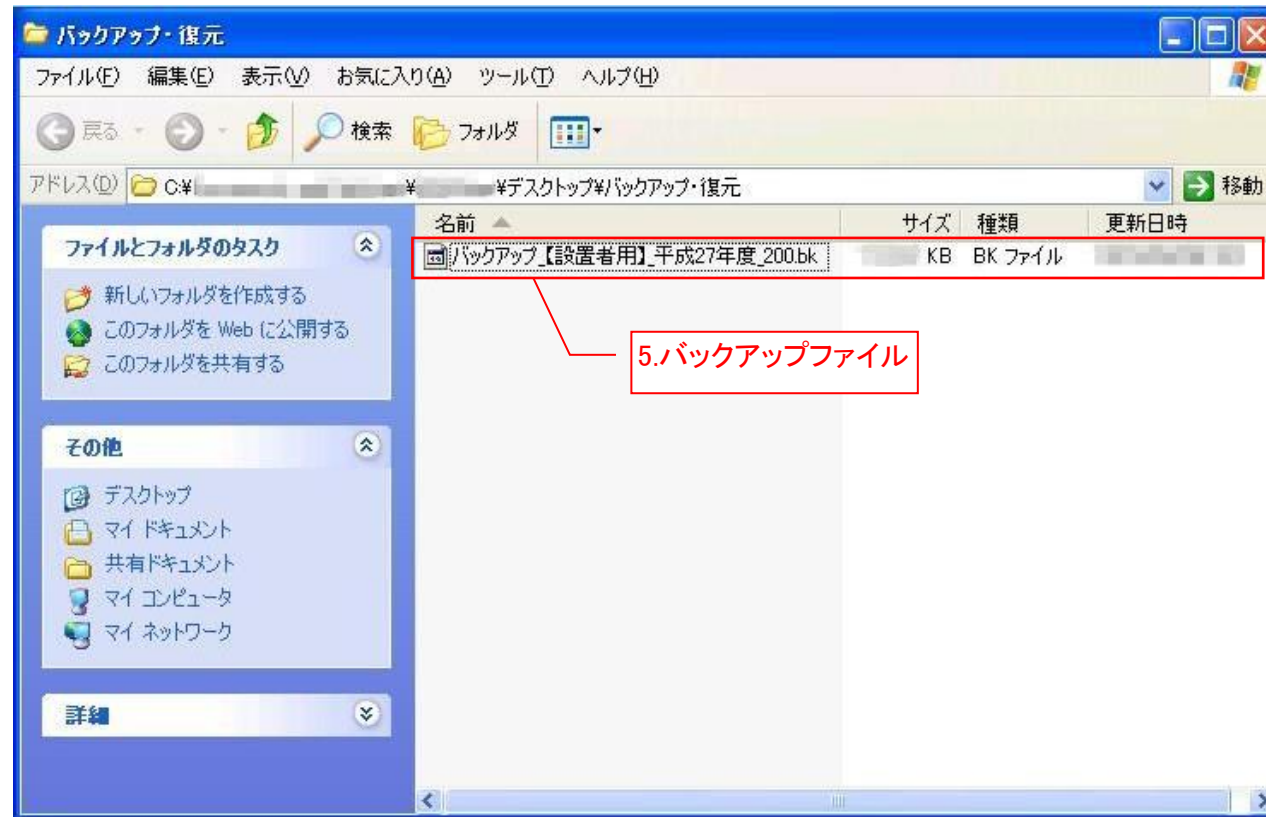 バックアップ・復元
ファイル(F) 編集(E) 表示(V) お気に入り(A) ツール(T) ヘルプ(H)
戻る 検索 フォルダ
アドレス(D) C:¥ ¥ ¥デスクトップ¥バックアップ・復元 移動
名前 サイズ 種類 更新日時
バックアップ_【設置者用】_平成27年度_200.bk KB BK ファイル
5.バックアップファイル
ファイルとフォルダのタスク
新しいフォルダを作成する
このフォルダを Web に公開する
このフォルダを共有する
その他
デスクトップ
マイ ドキュメント
共有ドキュメント
マイ コンピュータ
マイ ネットワーク
詳細